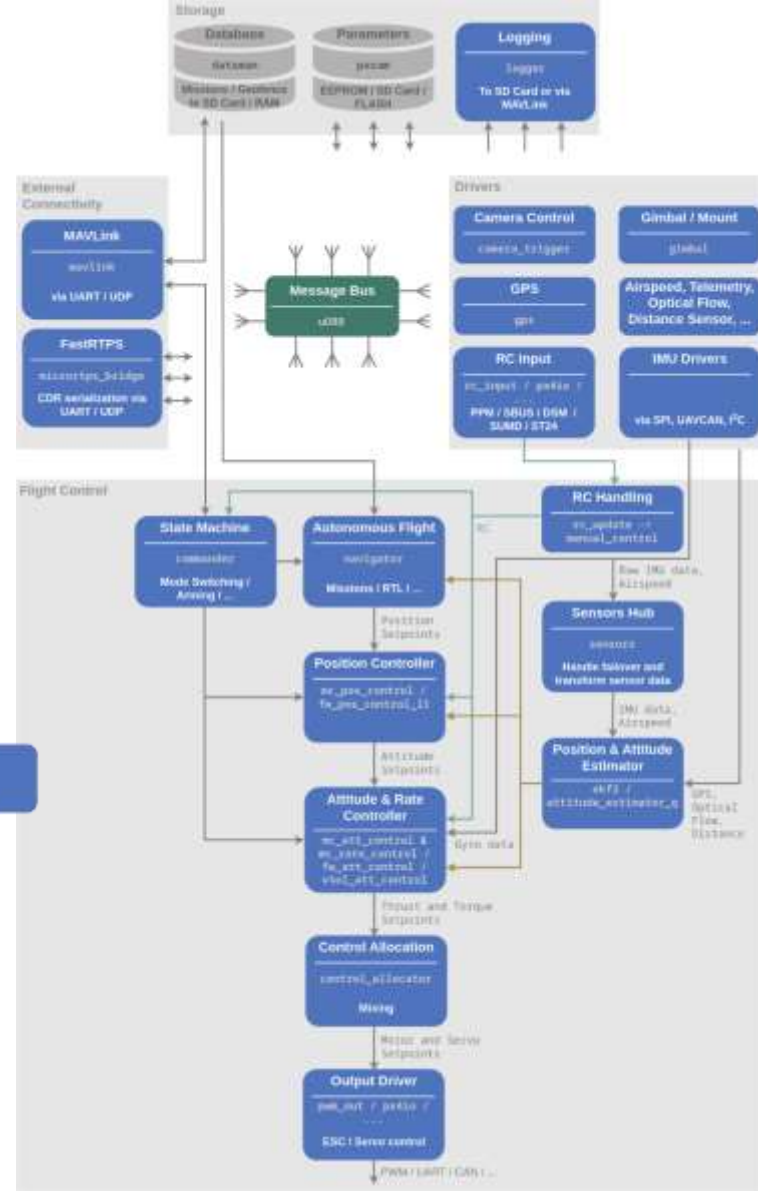 Storage
Database
dataman
Missions / Geofence
to SD Card / RAM
Parameters
param
EEPROM / SD Card /
FLASH
Logging
logger
To SD Card or via
MAVLink
External
Connectivity
MAVLink
mavlink
via UART / UDP
FastRTPS
micrortps_bridge
CDR serialization via
UART / UDP
Message Bus
uORB
Drivers
Camera Control
camera_trigger
Gimbal / Mount
gimbal
GPS
gps
Airspeed, Telemetry,
Optical Flow,
Distance Sensor, ...
RC Input
rc_input / px4io /
...
PPM / SBUS / DSM /
SUMD / ST24
IMU Drivers
via SPI, UAVCAN, I²C
Flight Control
State Machine
commander
Mode Switching /
Arming / ...
Autonomous Flight
navigator
Missions / RTL / ...
RC
RC Handling
rc_update ->
manual_control
Raw IMU data,
Airspeed
Position
Setpoints
Sensors Hub
sensors
Handle failover and
transform sensor data
Position Controller
mc_pos_control /
fw_pos_control_l1
IMU data,
Airspeed
Attitude
Setpoints
Position & Attitude
Estimator
ekf2 /
attitude_estimator_q
GPS,
Optical
Flow,
Distance
Attitude & Rate
Controller
mc_att_control &
mc_rate_control /
fw_att_control /
vtol_att_control
Gyro data
Thrust and Torque
Setpoints
Control Allocation
control_allocator
Mixing
Motor and Servo
Setpoints
Output Driver
pwm_out / px4io /
...
ESC / Servo control
PWM / UART / CAN / ...